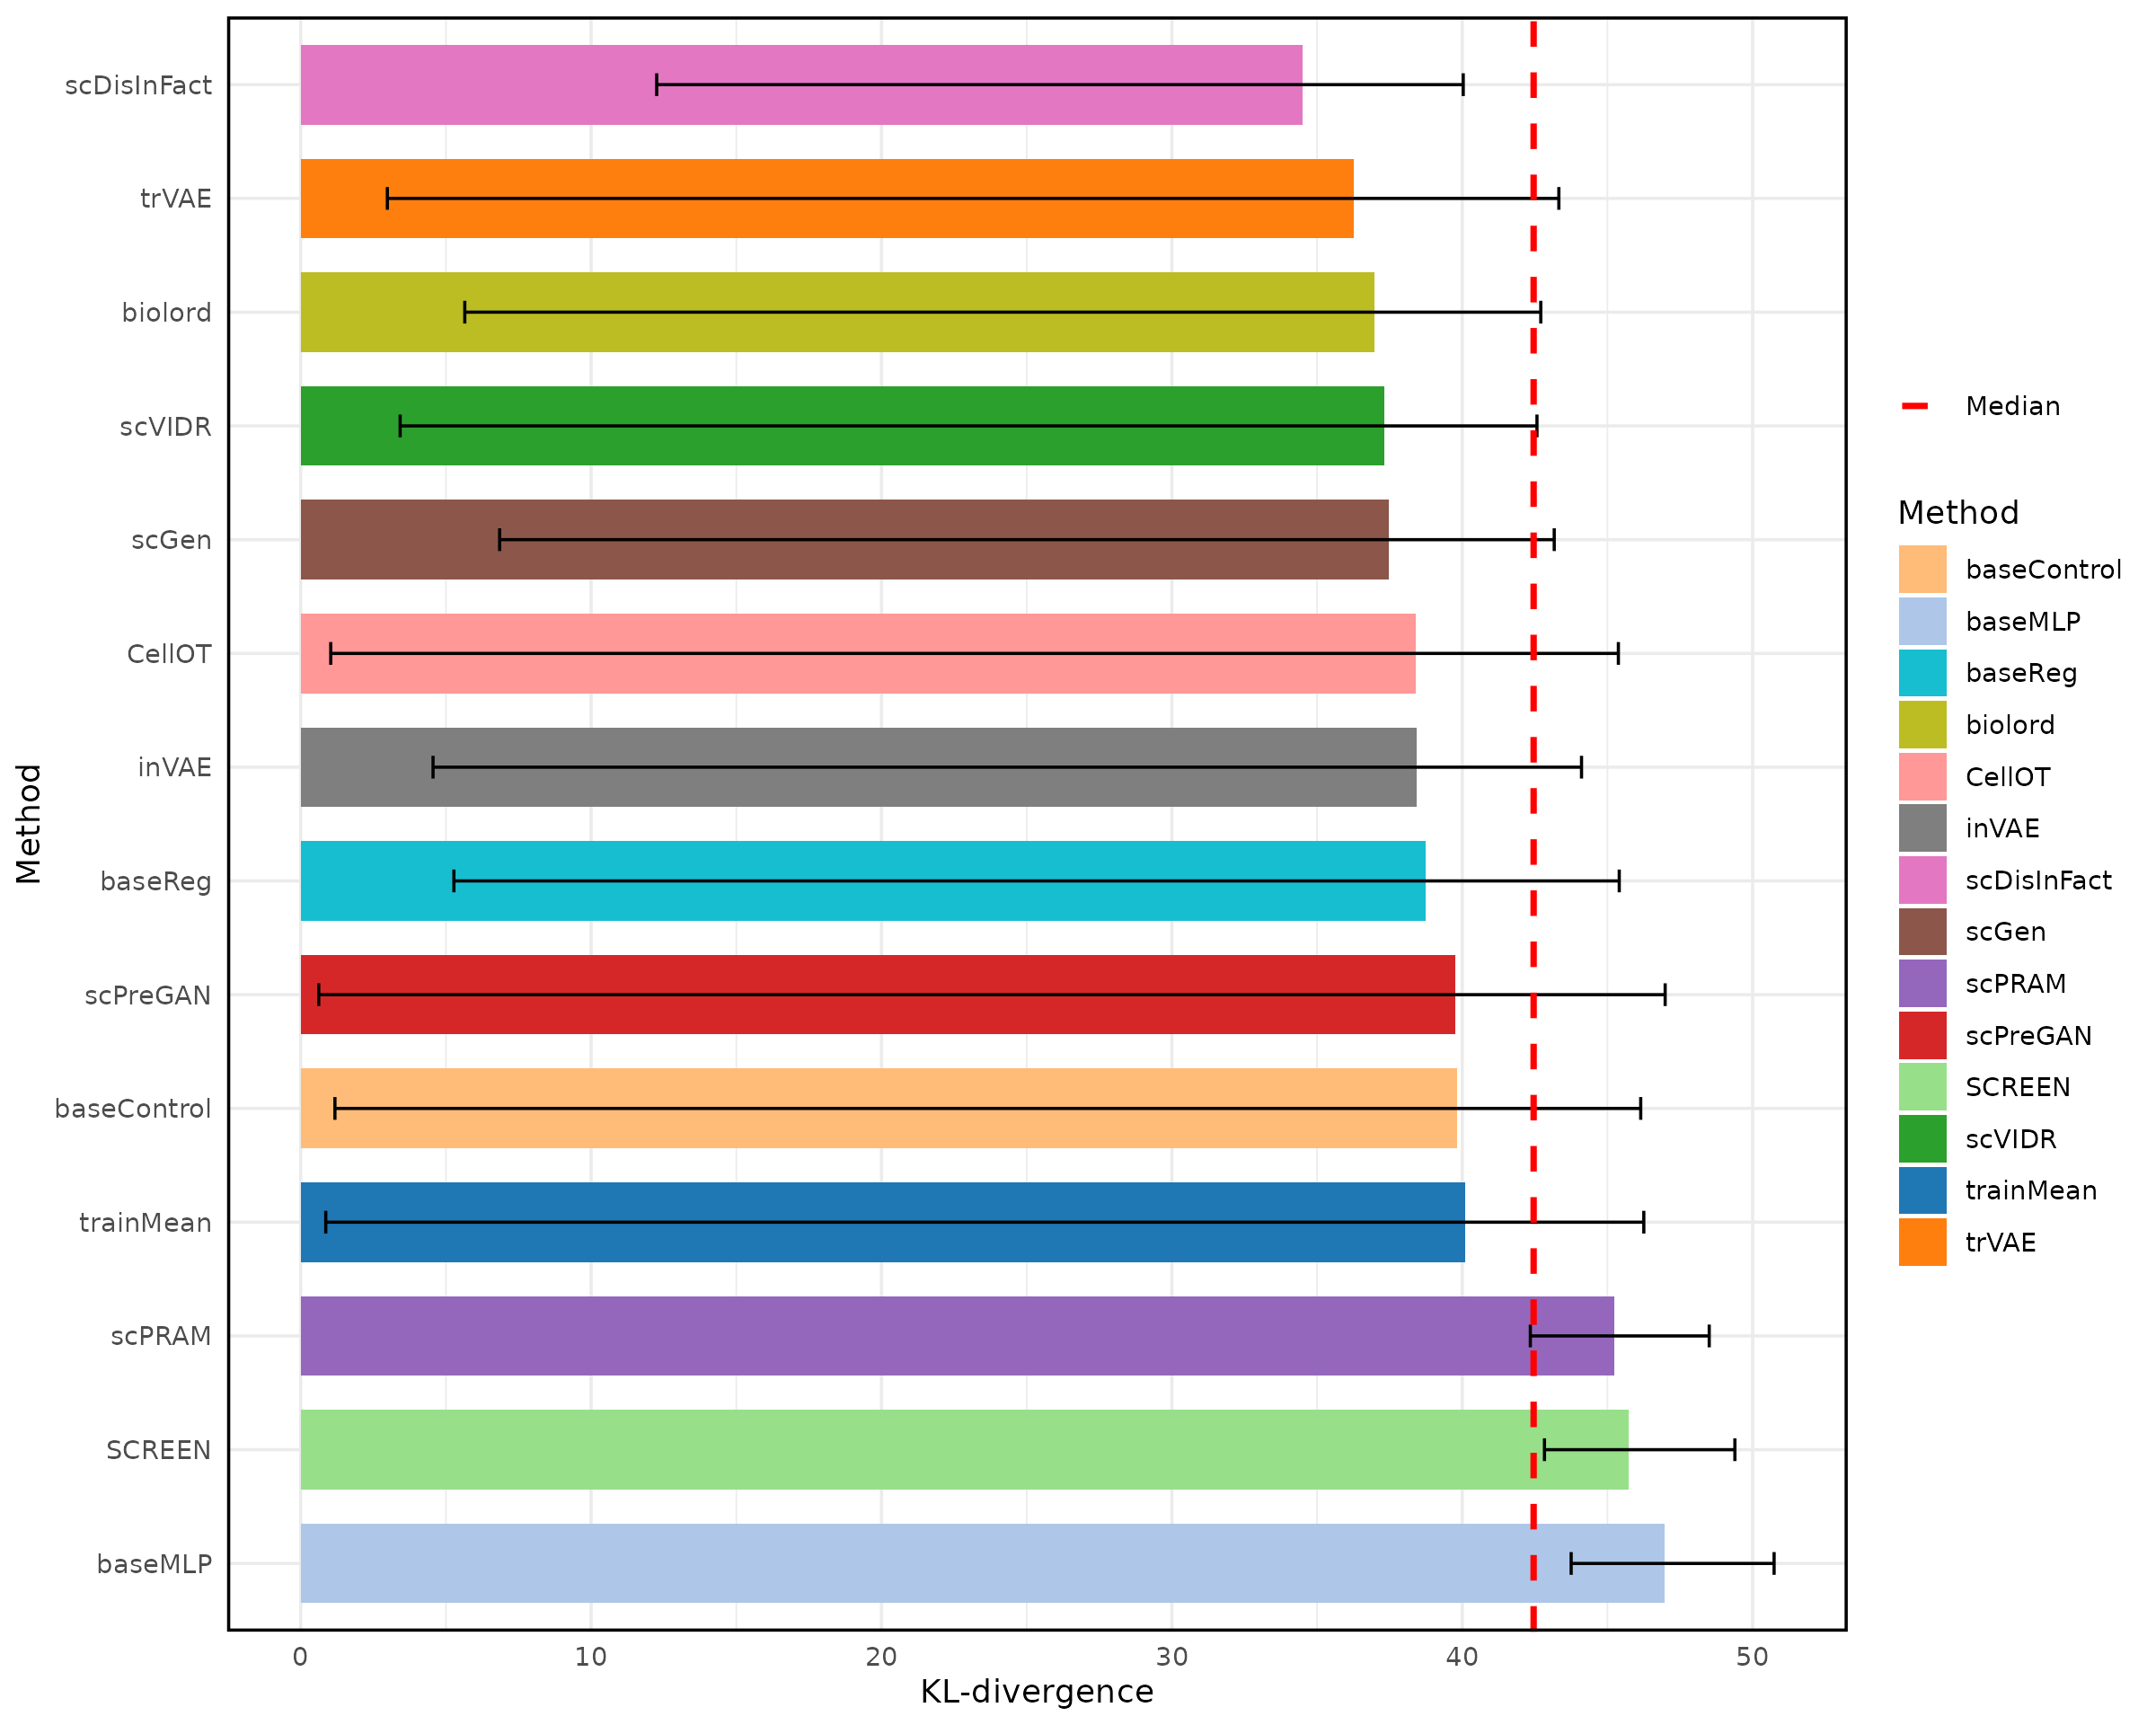 Method
scDisInFact
trVAE
biolord
scVIDR
scGen
CellOT
inVAE
baseReg
scPreGAN
baseControl
trainMean
scPRAM
SCREEN
baseMLP
0 10 20 30 40 50
KL-divergence
Median
Method
baseControl
baseMLP
baseReg
biolord
CellOT
inVAE
scDisInFact
scGen
scPRAM
scPreGAN
SCREEN
scVIDR
trainMean
trVAE